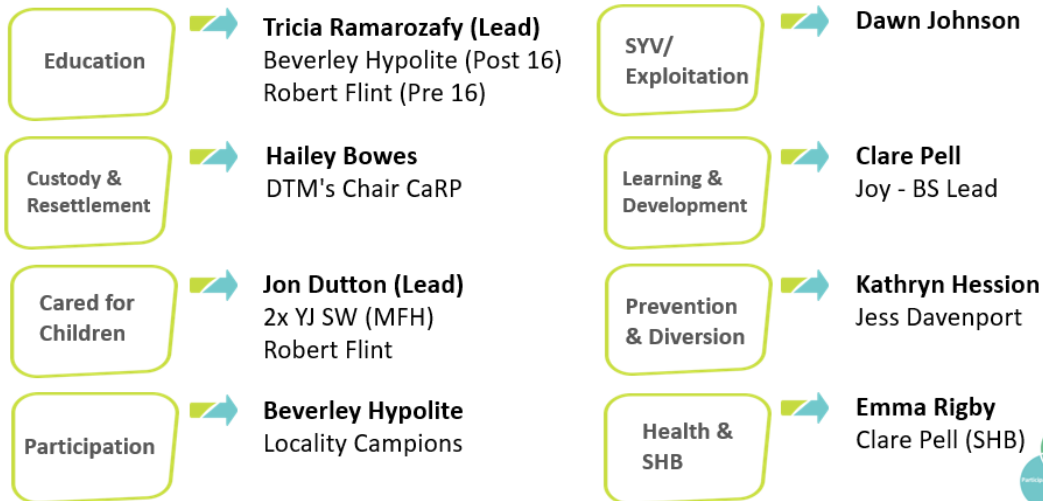 Education
Tricia Ramarozafy (Lead)
Beverley Hypolite (Post 16)
Robert Flint (Pre 16)
SYV/
Exploitation
Dawn Johnson
Custody &
Resettlement
Hailey Bowes
DTM's Chair CaRP
Learning &
Development
Clare Pell
Joy - BS Lead
Cared for
Children
Jon Dutton (Lead)
2x YJ SW (MFH)
Robert Flint
Prevention
& Diversion
Kathryn Hession
Jess Davenport
Participation
Beverley Hypolite
Locality Campions
Health &
SHB
Emma Rigby
Clare Pell (SHB)